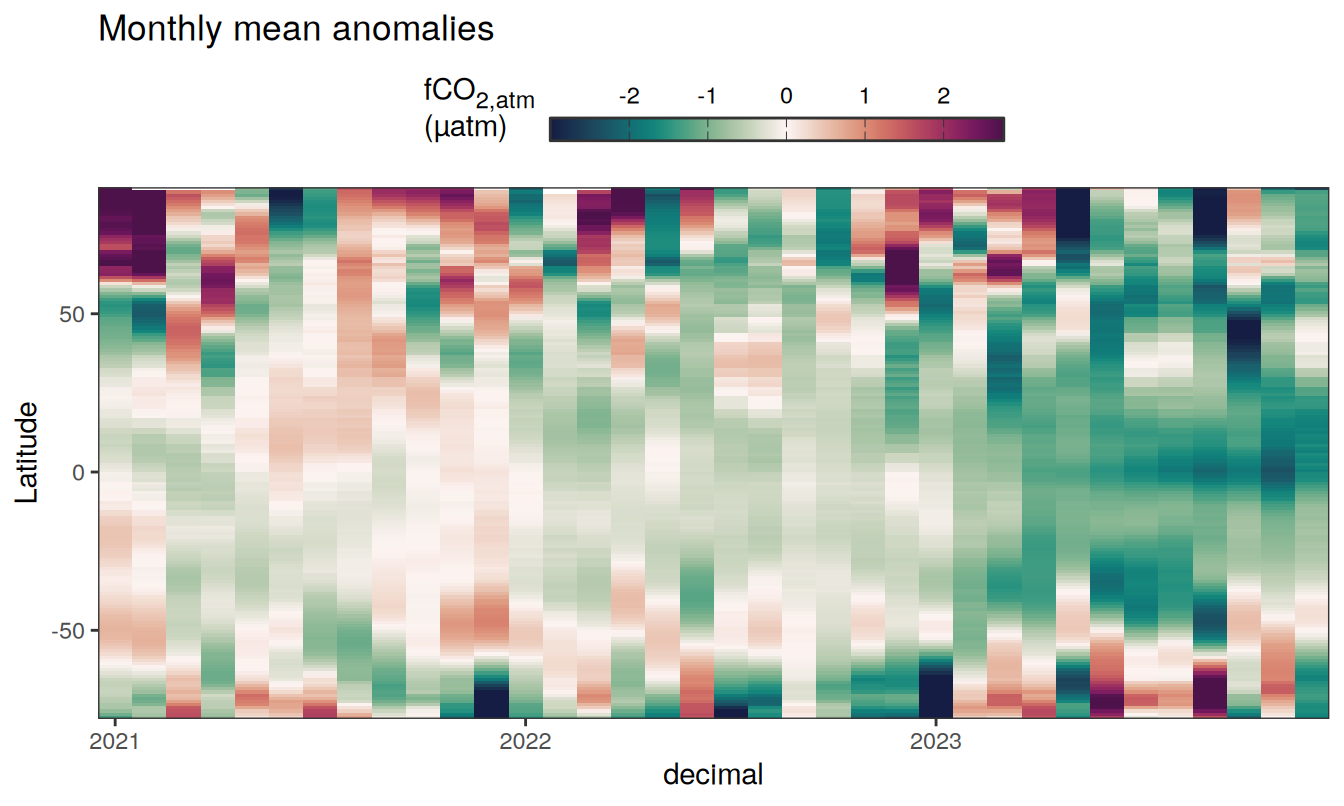 Monthly mean anomalies
fCO2,atm
(µatm)
-2 -1 0 1 2
Latitude
50
0
-50
2021 2022 2023
decimal